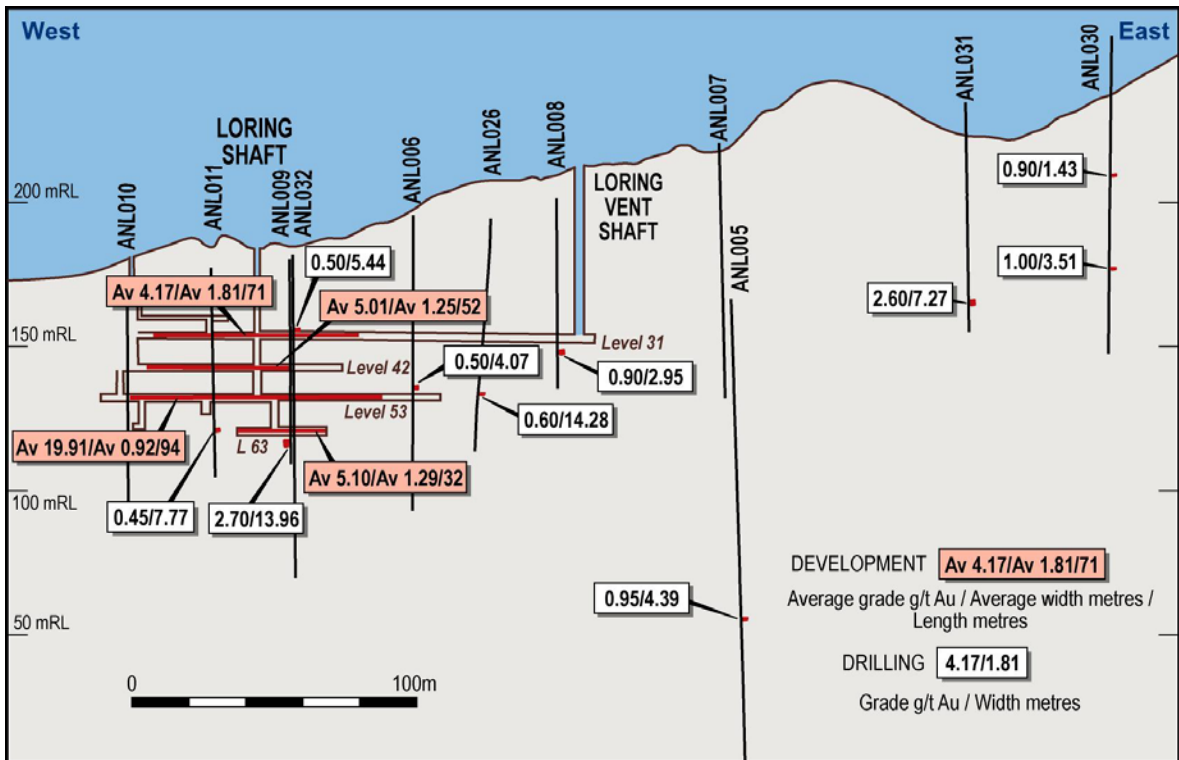 West
East
ANL030
ANL031
ANL007
ANL008
ANL026
ANL006
LORING
SHAFT
ANL011
ANL009
ANL032
ANL010
200 mRL
LORING
VENT
SHAFT
ANL005
0.90/1.43
0.50/5.44
1.00/3.51
Av 4.17/Av 1.81/71
Av 5.01/Av 1.25/52
2.60/7.27
150 mRL
Level 31
0.50/4.07
Level 42
0.90/2.95
Level 53
0.60/14.28
Av 19.91/Av 0.92/94
L 63
Av 5.10/Av 1.29/32
100 mRL
0.45/7.77
2.70/13.96
DEVELOPMENT Av 4.17/Av 1.81/71
Average grade g/t Au / Average width metres /
Length metres
0.95/4.39
50 mRL
DRILLING 4.17/1.81
Grade g/t Au / Width metres
0 100m